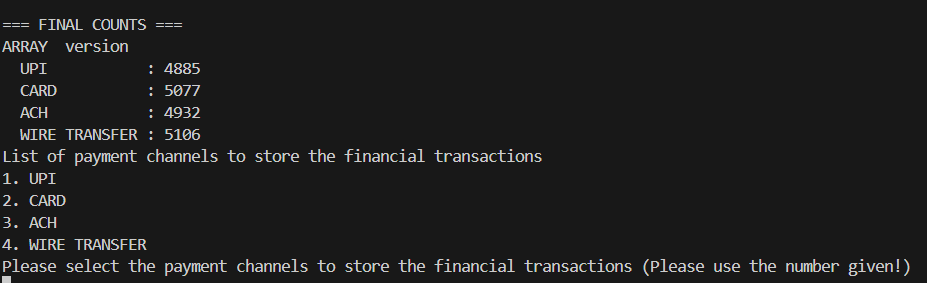 === FINAL COUNTS ===
ARRAY  version
  UPI           : 4885
  CARD          : 5077
  ACH           : 4932
  WIRE TRANSFER : 5106
List of payment channels to store the financial transactions
1. UPI
2. CARD
3. ACH
4. WIRE TRANSFER
Please select the payment channels to store the financial transactions (Please use the number given!)